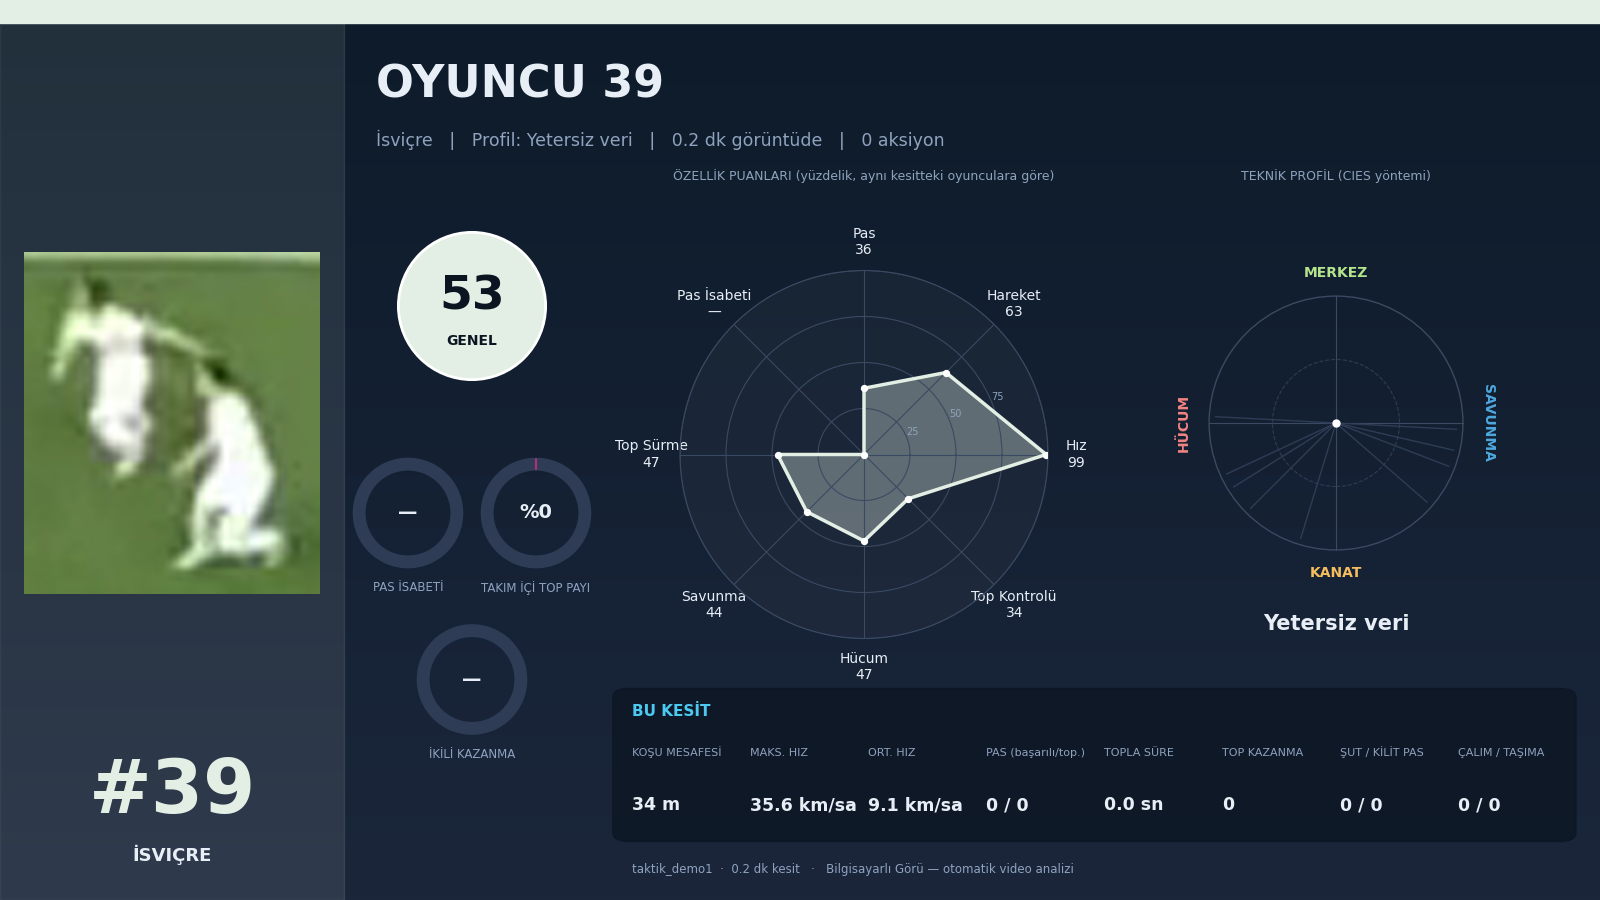 OYUNCU 39
İsviçre | Profil: Yetersiz veri | 0.2 dk görüntüde | 0 aksiyon
ÖZELLİK PUANLARI (yüzdelik, aynı kesitteki oyunculara göre)
TEKNİK PROFİL (CIES yöntemi)
53
GENEL
—
PAS İSABETİ
%0
TAKIM İÇİ TOP PAYI
—
İKİLİ KAZANMA
Pas
36
Hareket
63
Hız
99
Top Kontrolü
34
Hücum
47
Savunma
44
Top Sürme
47
Pas İsabeti
—
25
50
75
MERKEZ
HÜCUM
SAVUNMA
KANAT
Yetersiz veri
#39
İSVİÇRE
BU KESİT
KOŞU MESAFESİ MAKS. HIZ ORT. HIZ PAS (başarılı/top.) TOPLA SÜRE TOP KAZANMA ŞUT / KİLİT PAS ÇALIM / TAŞIMA
34 m 35.6 km/sa 9.1 km/sa 0 / 0 0.0 sn 0 0 / 0 0 / 0
taktik_demo1 · 0.2 dk kesit · Bilgisayarlı Görü — otomatik video analizi